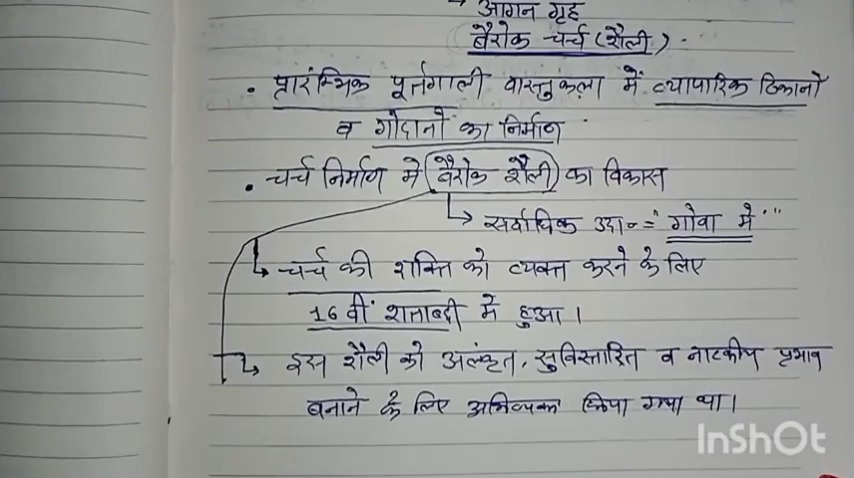 → आगन गृह
बैरोक चर्च (शैली) .
• प्रारंम्भिक पूर्तगाली वास्तुकला में व्यापारिक ठिकानो
व गोदानो का निर्माण
• चर्च निर्माण मे बैरोक शैली का विकास
↳ सर्वाधिक उदा०=" गोवा मे ""
↳ चर्च की शक्ति को व्यक्त करने के लिए
16 वीं शताब्दी में हुआ ।
↳ इस शैली को अलंकृत, सुविस्तारित व नाटकीय प्रभाव
बनाने के लिए अभिव्यक्त किया गया था।
InShOt